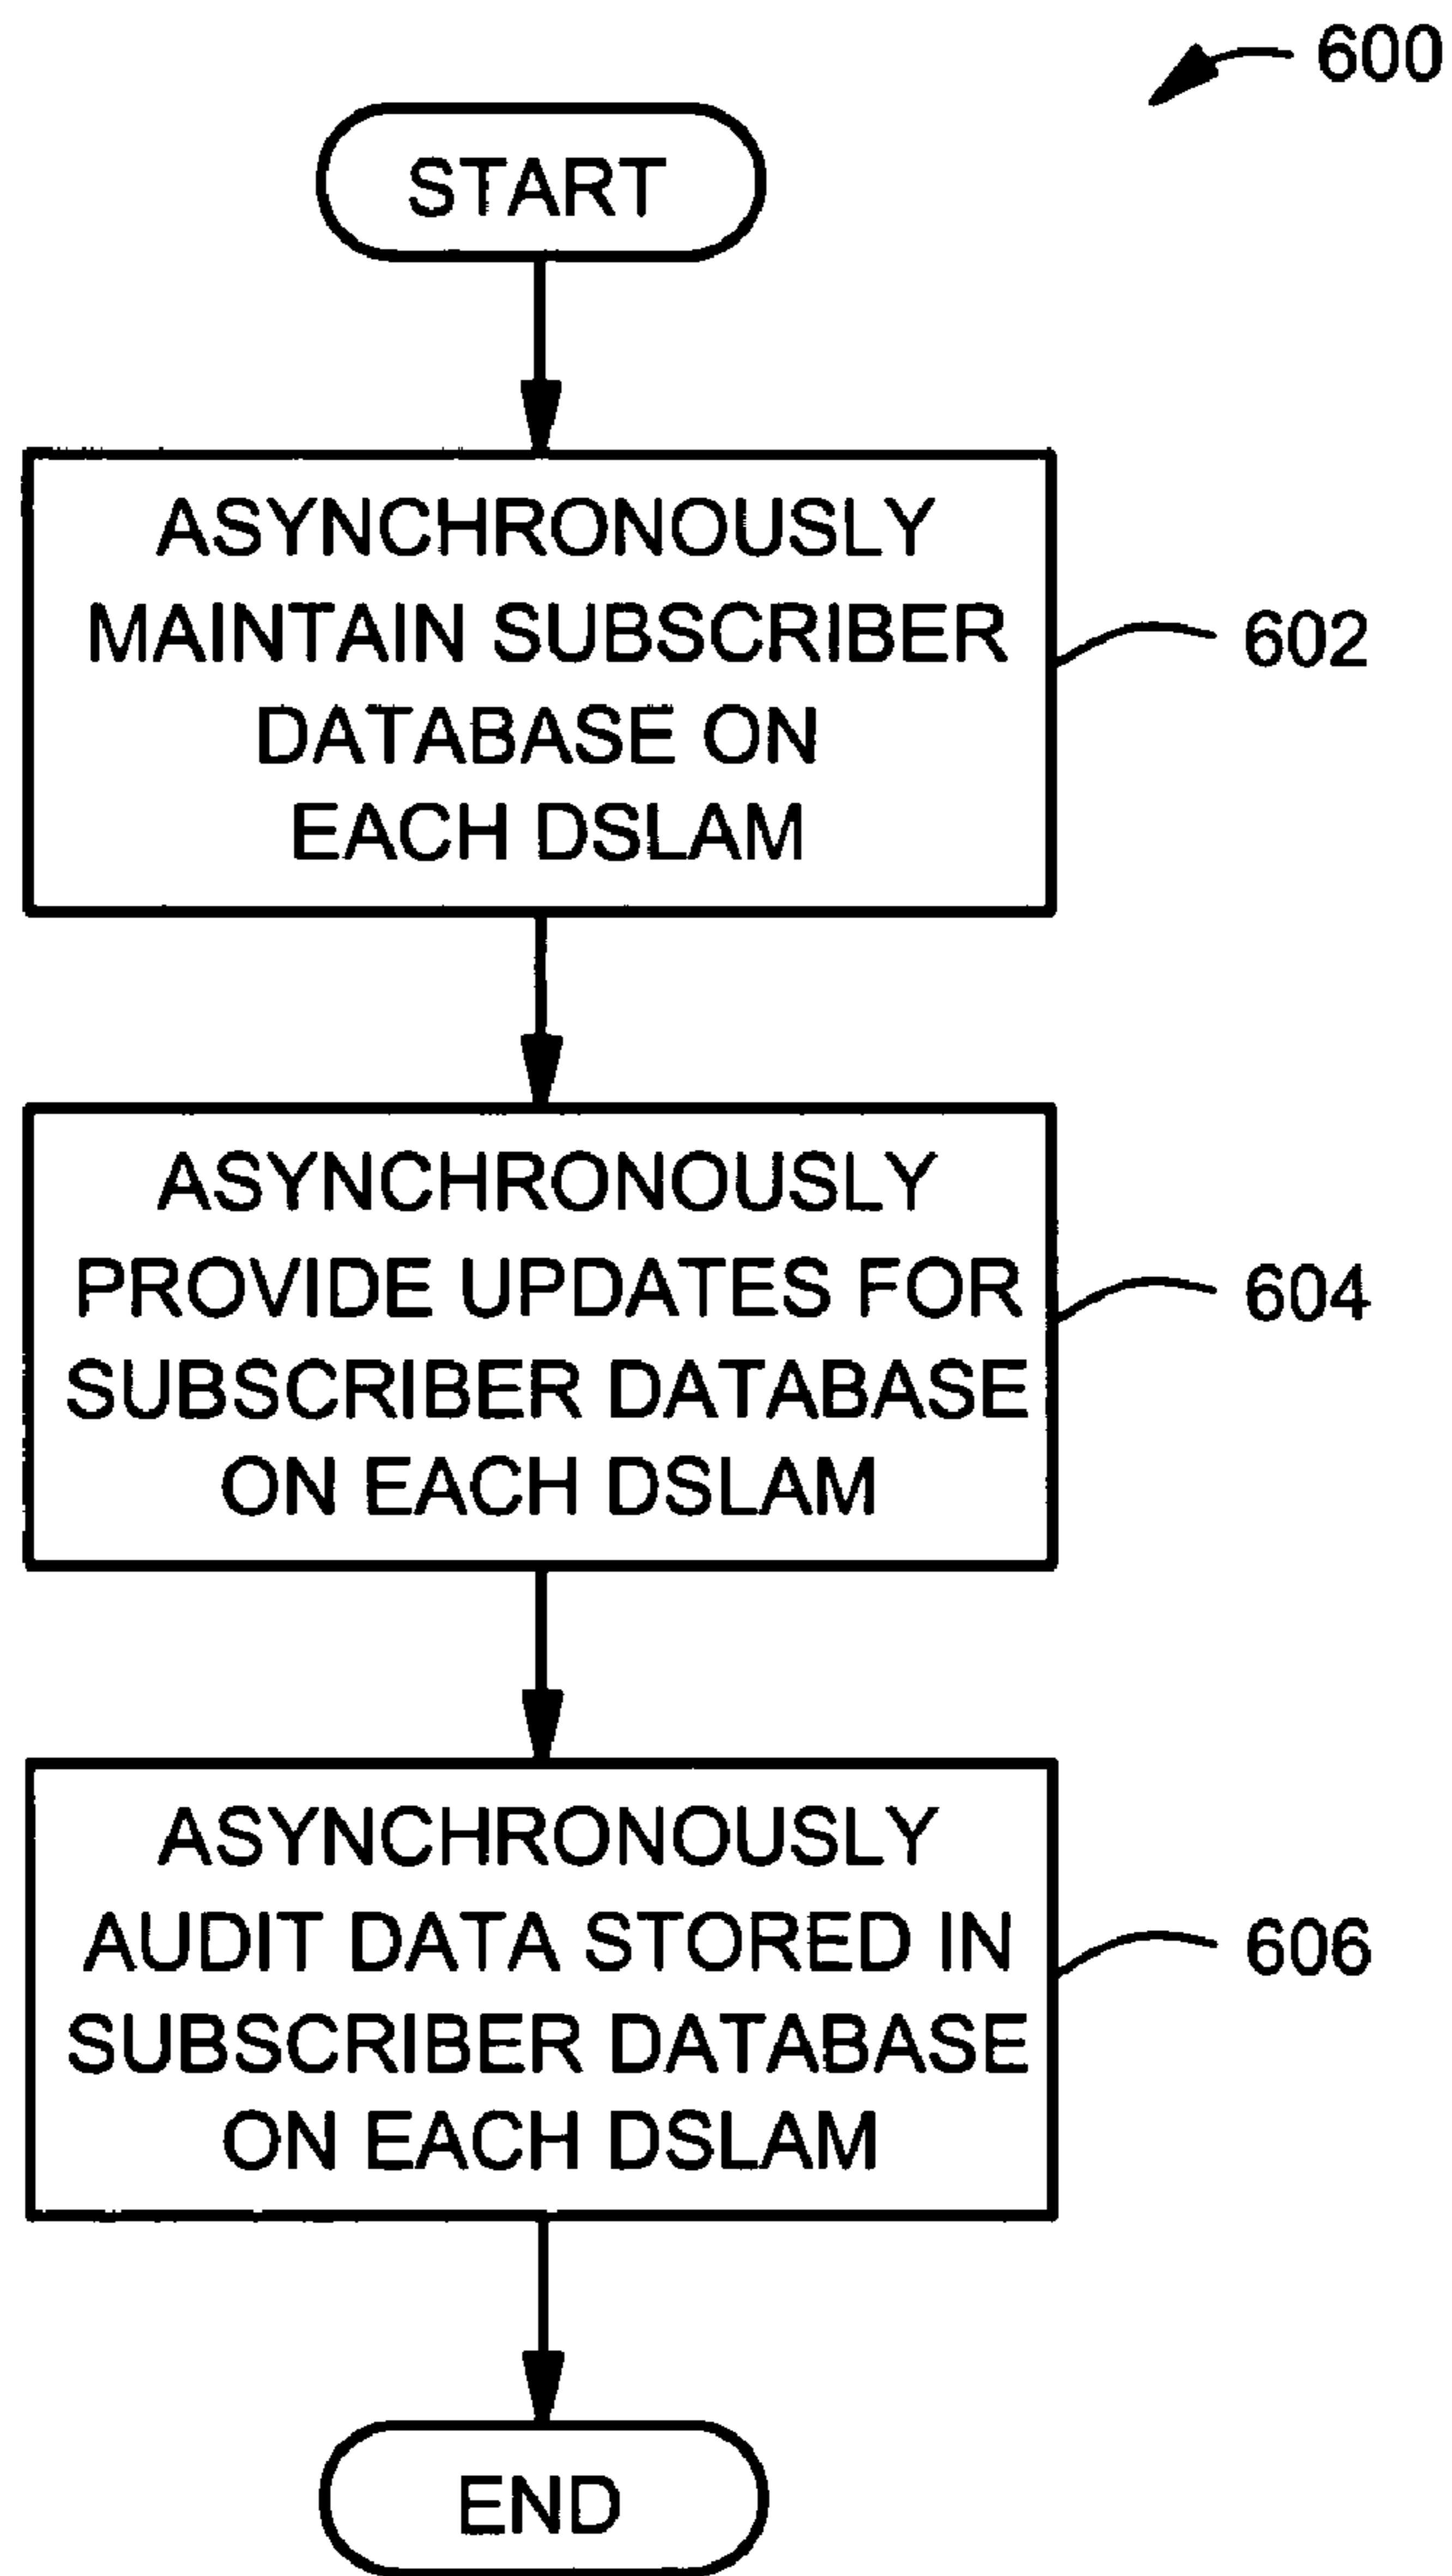 600
START
ASYNCHRONOUSLY
MAINTAIN SUBSCRIBER
DATABASE ON
EACH DSLAM
602
ASYNCHRONOUSLY
PROVIDE UPDATES FOR
SUBSCRIBER DATABASE
ON EACH DSLAM
604
ASYNCHRONOUSLY
AUDIT DATA STORED IN
SUBSCRIBER DATABASE
ON EACH DSLAM
606
END